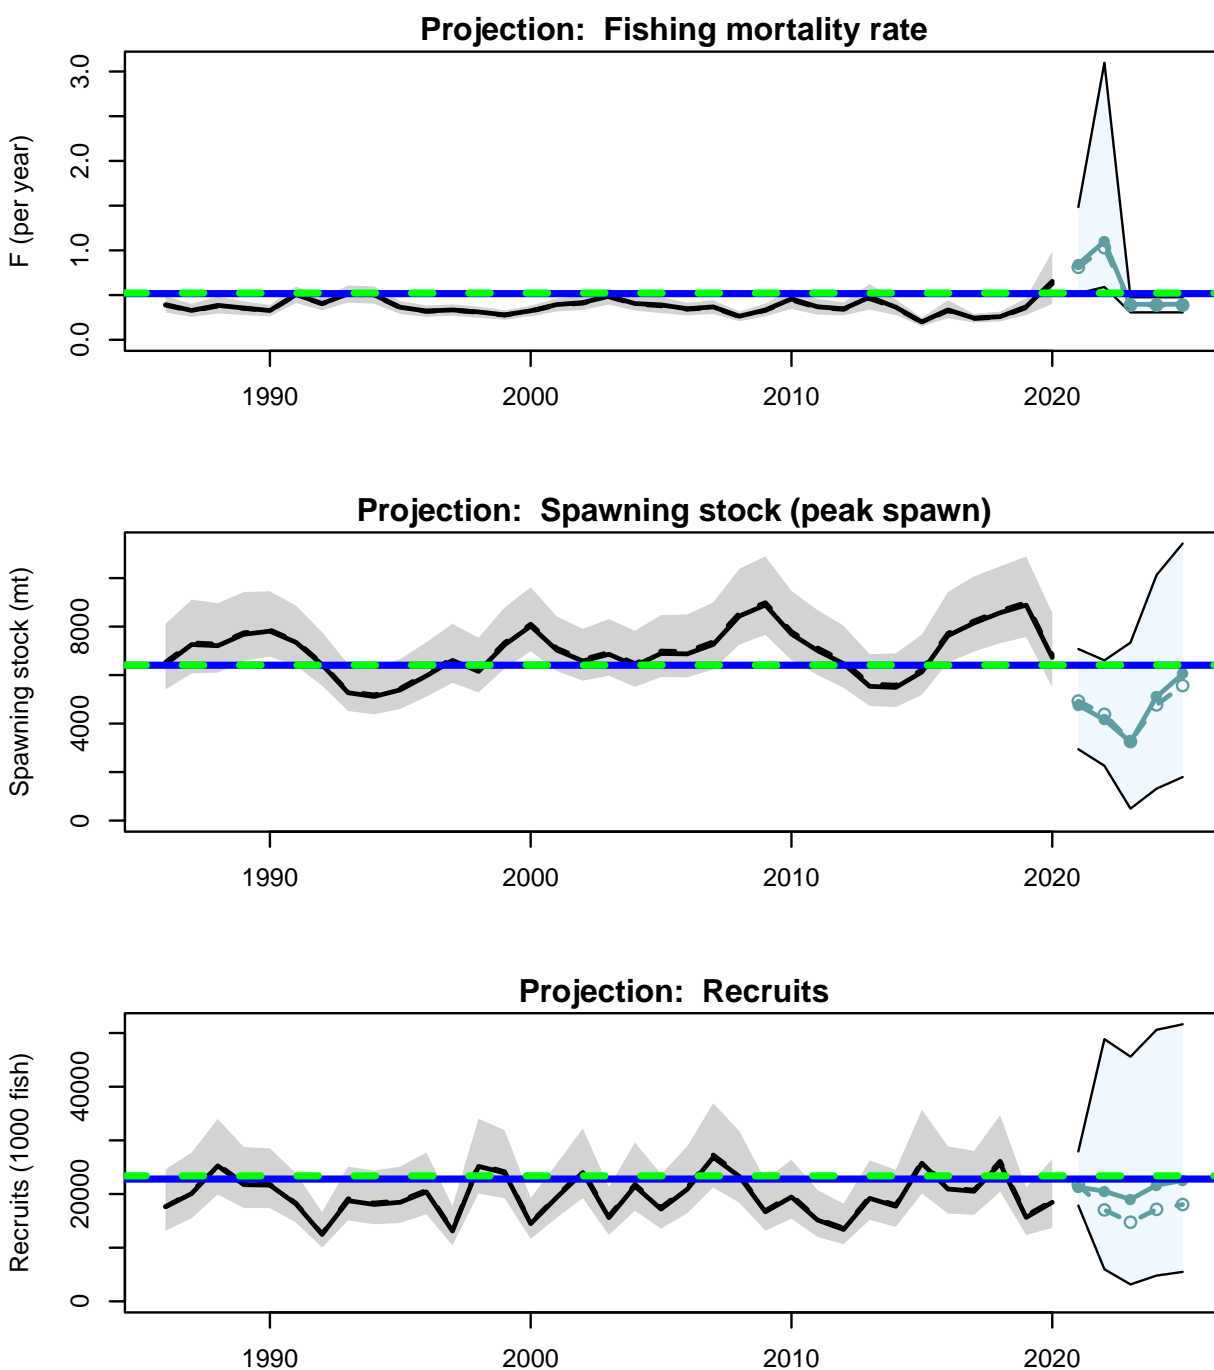 Projection:  Fishing mortality rate
F (per year)
3.0
2.0
1.0
0.0
1990 2000 2010 2020
Projection:  Spawning stock (peak spawn)
Spawning stock (mt)
8000
4000
0
1990 2000 2010 2020
Projection:  Recruits
Recruits (1000 fish)
40000
20000
0
1990 2000 2010 2020